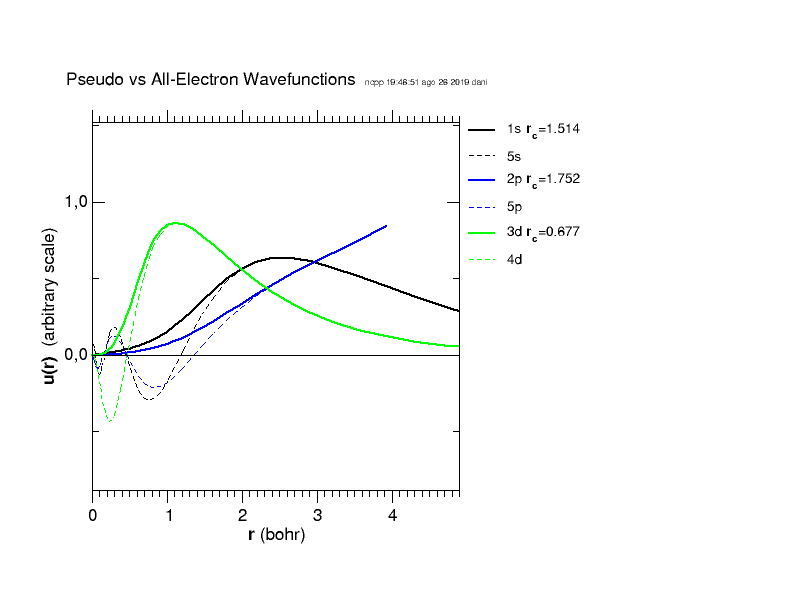 Pseudo vs All-Electron Wavefunctions ncpp 19:46:51 ago 26 2019 dani
1s rc=1.514
5s
2p rc=1.752
5p
3d rc=0.677
4d
1,0
0,0
u(r) (arbitrary scale)
0 1 2 3 4
r (bohr)